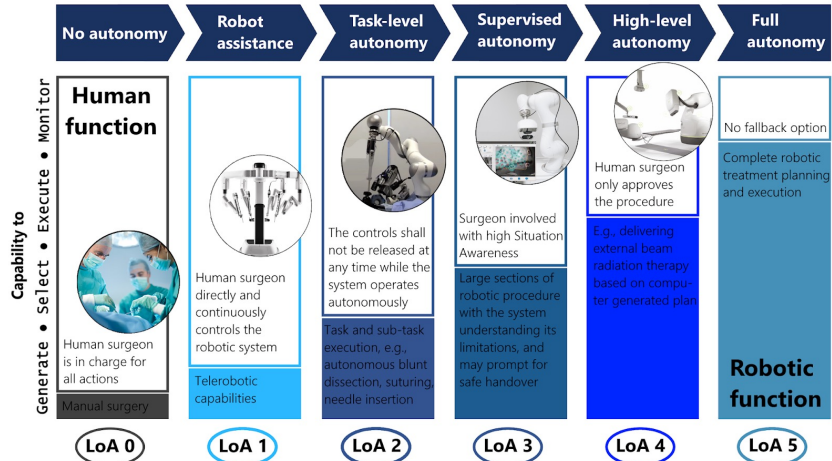 No autonomy
Robot
assistance
Task-level
autonomy
Supervised
autonomy
High-level
autonomy
Full
autonomy
Capability to
Generate • Select • Execute • Monitor
Human
function
Human surgeon
is in charge for
all actions
Manual surgery
LoA 0
Human surgeon
directly and
continuously
controls the
robotic system
Telerobotic
capabilities
LoA 1
The controls shall
not be released at
any time while the
system operates
autonomously
Task and sub-task
execution, e.g.,
autonomous blunt
dissection, suturing,
needle insertion
LoA 2
Surgeon involved
with high Situation
Awareness
Large sections of
robotic procedure
with the system
understanding its
limitations, and
may prompt for
safe handover
LoA 3
Human surgeon
only approves
the procedure
E.g., delivering
external beam
radiation therapy
based on compu-
ter generated plan
LoA 4
No fallback option
Complete robotic
treatment planning
and execution
Robotic
function
LoA 5